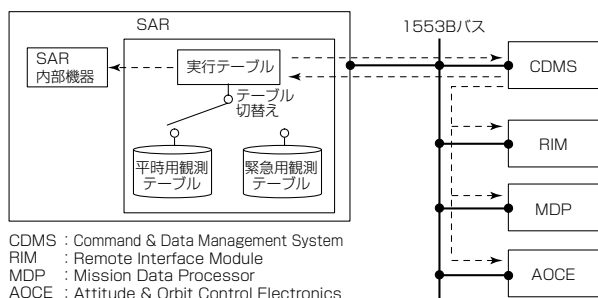 SAR
1553Bバス
SAR
内部機器
実行テーブル
テーブル
切替え
平時用観測
テーブル
緊急用観測
テーブル
CDMS
RIM
MDP
AOCE
CDMS : Command & Data Management System
RIM : Remote Interface Module
MDP : Mission Data Processor
AOCE : Attitude & Orbit Control Electronics